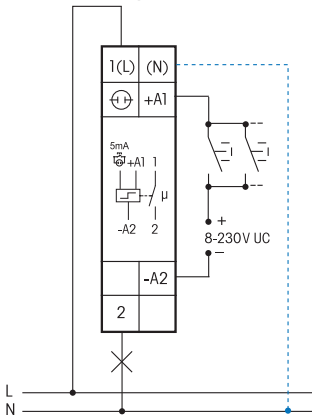 1(L) (N)
+A1
5mA
+A1 1
µ
-A2 2
+
8-230V UC
–
-A2
2
L
N